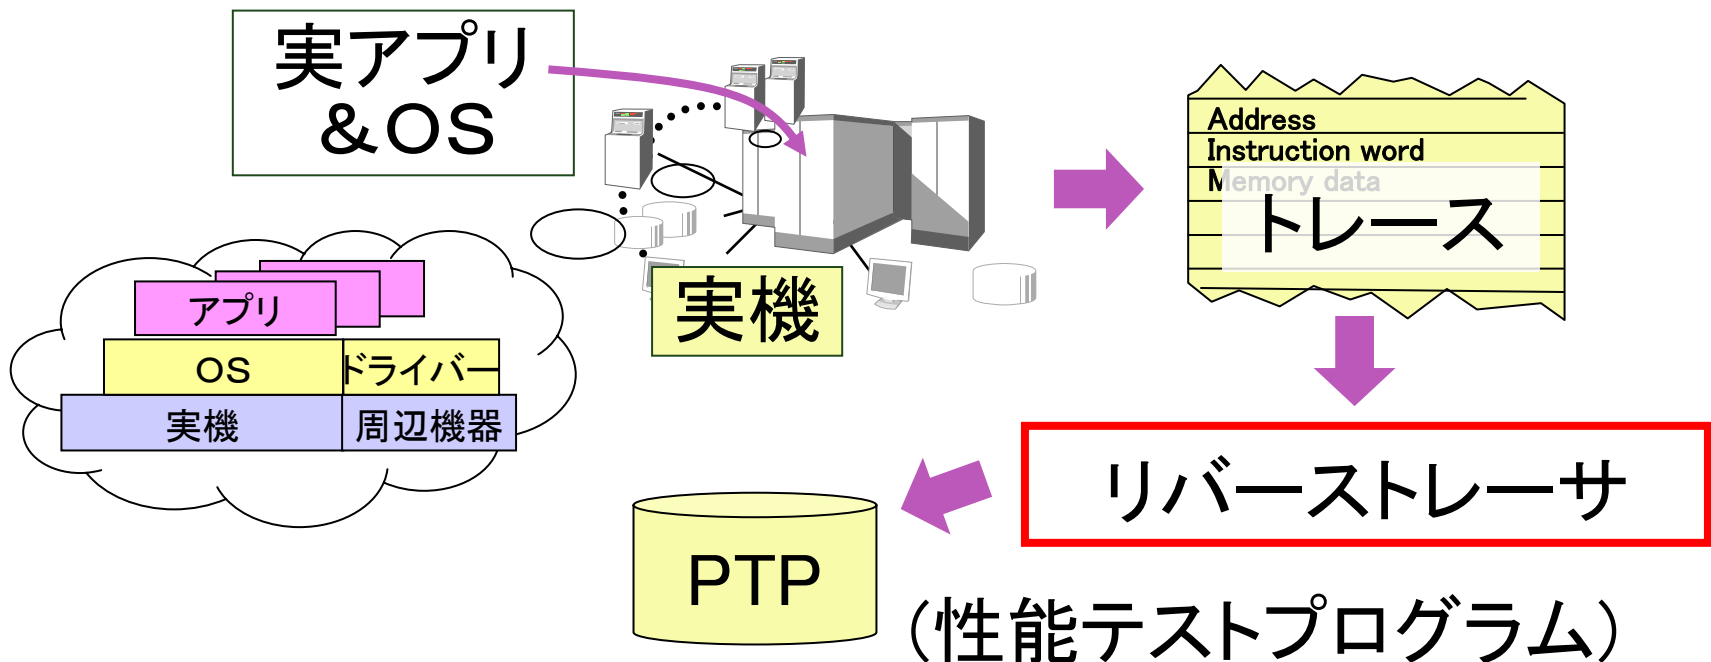 実アプリ
&OS
Address
Instruction word
Memory data
トレース
実機
アプリ
OS
ドライバー
実機
周辺機器
リバーストレーサ
PTP
(性能テストプログラム)